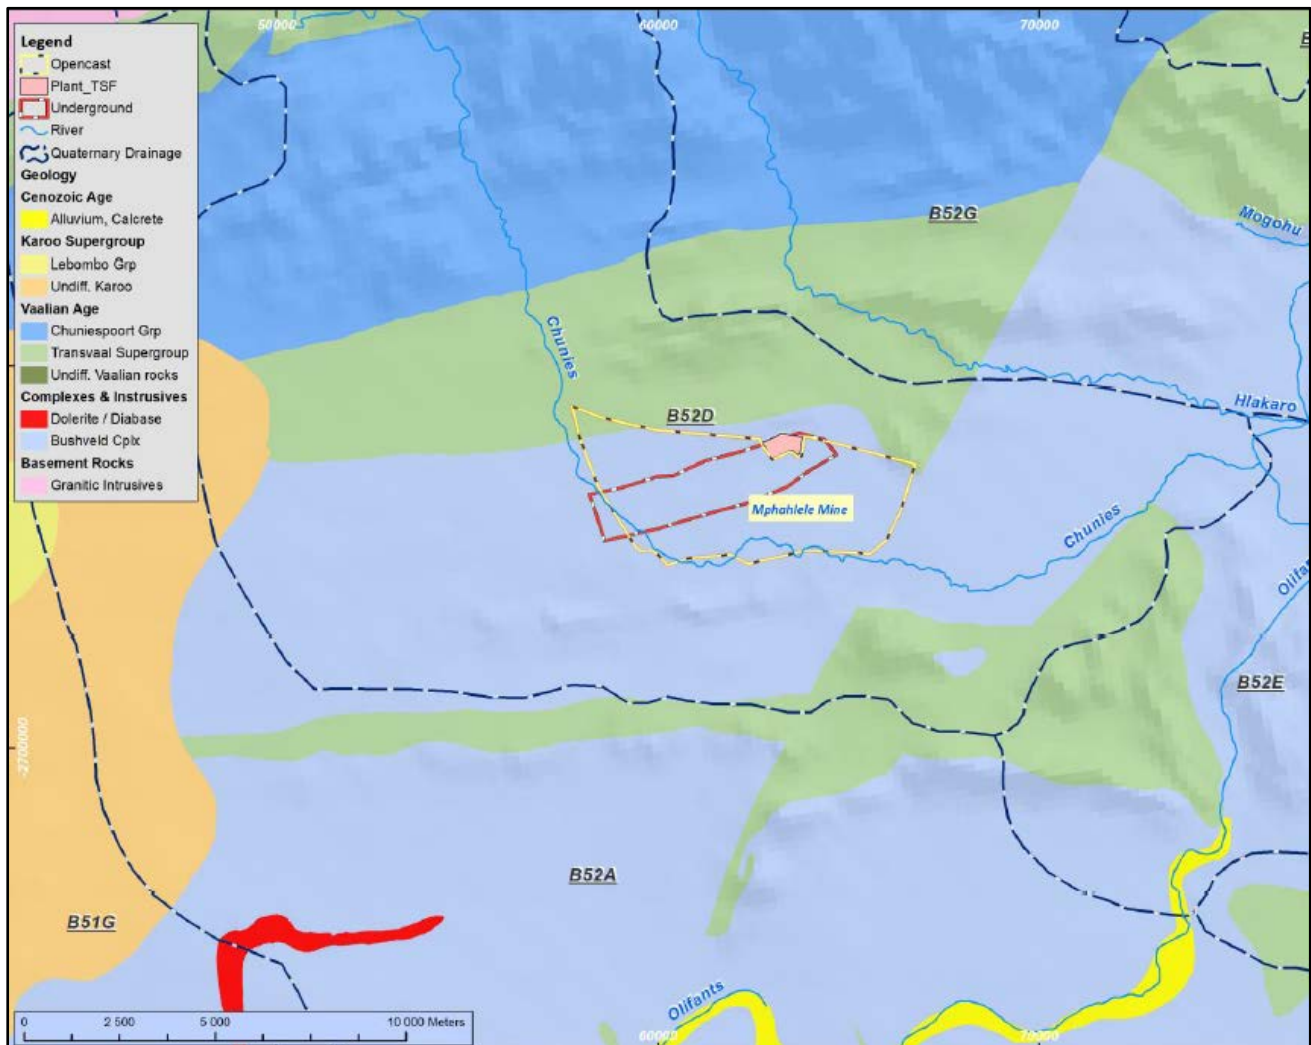 50000
60000
70000
Legend
Opencast
Plant_TSF
Underground
River
Quaternary Drainage
Geology
Cenozoic Age
Alluvium, Calcrete
Karoo Supergroup
Lebombo Grp
Undiff. Karoo
Vaalian Age
Chuniespoort Grp
Transvaal Supergroup
Undiff. Vaalian rocks
Complexes & Instrusives
Dolerite / Diabase
Bushveld Cplx
Basement Rocks
Granitic Intrusives
B52G
Mogohu
Chunies
Hlakaro
B52D
Mphahlele Mine
Chunies
Olifan
B52E
-2700000
B52A
B51G
Olifants
0 2 500 5 000 10 000 Meters
60000
70000